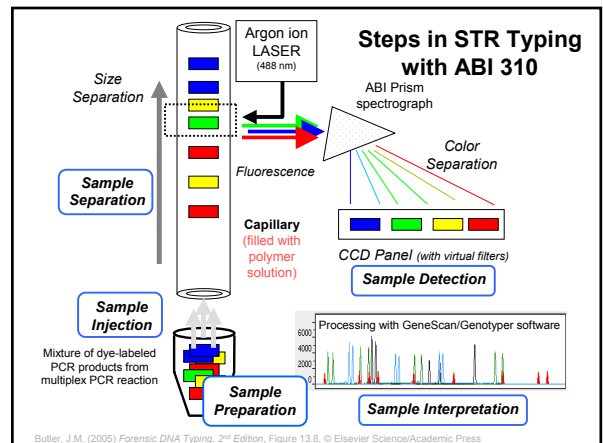 Steps in STR Typing
with ABI 310
Argon ion
LASER
(488 nm)
Size
Separation
ABI Prism
spectrograph
Color
Separation
Fluorescence
Sample
Separation
Capillary
(filled with
polymer
solution)
CCD Panel (with virtual filters)
Sample Detection
Sample
Injection
Mixture of dye-labeled
PCR products from
multiplex PCR reaction
Sample
Preparation
Processing with GeneScan/Genotyper software
6000
4000
2000
0
Sample Interpretation
Butler, J.M. (2005) Forensic DNA Typing, 2nd Edition, Figure 13.8, © Elsevier Science/Academic Press